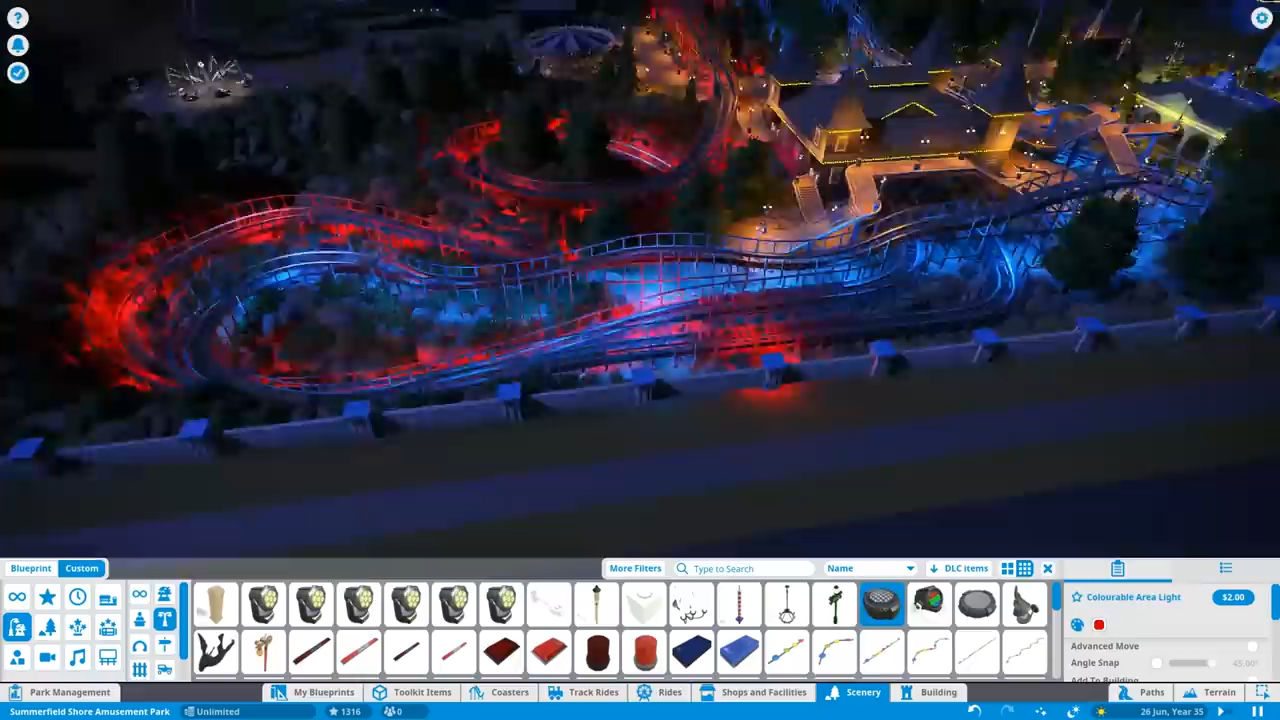 ?
Blueprint Custom More Filters Type to Search Name DLC items
Colourable Area Light $2.00
Advanced Move
Angle Snap 45.00°
Park Management My Blueprints Toolkit Items Coasters Track Rides Rides Shops and Facilities Scenery Building Paths Terrain
Summerfield Shore Amusement Park Unlimited 1316 0 26 Jun, Year 35